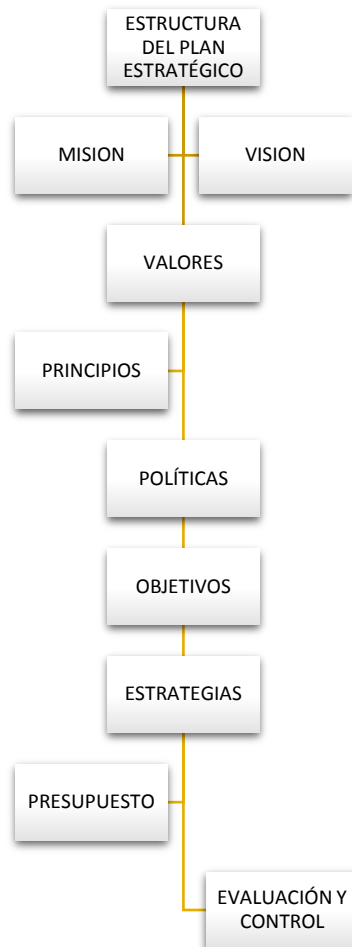 ESTRUCTURA
DEL PLAN
ESTRATÉGICO
MISION
VISION
VALORES
PRINCIPIOS
POLÍTICAS
OBJETIVOS
ESTRATEGIAS
PRESUPUESTO
EVALUACIÓN Y
CONTROL